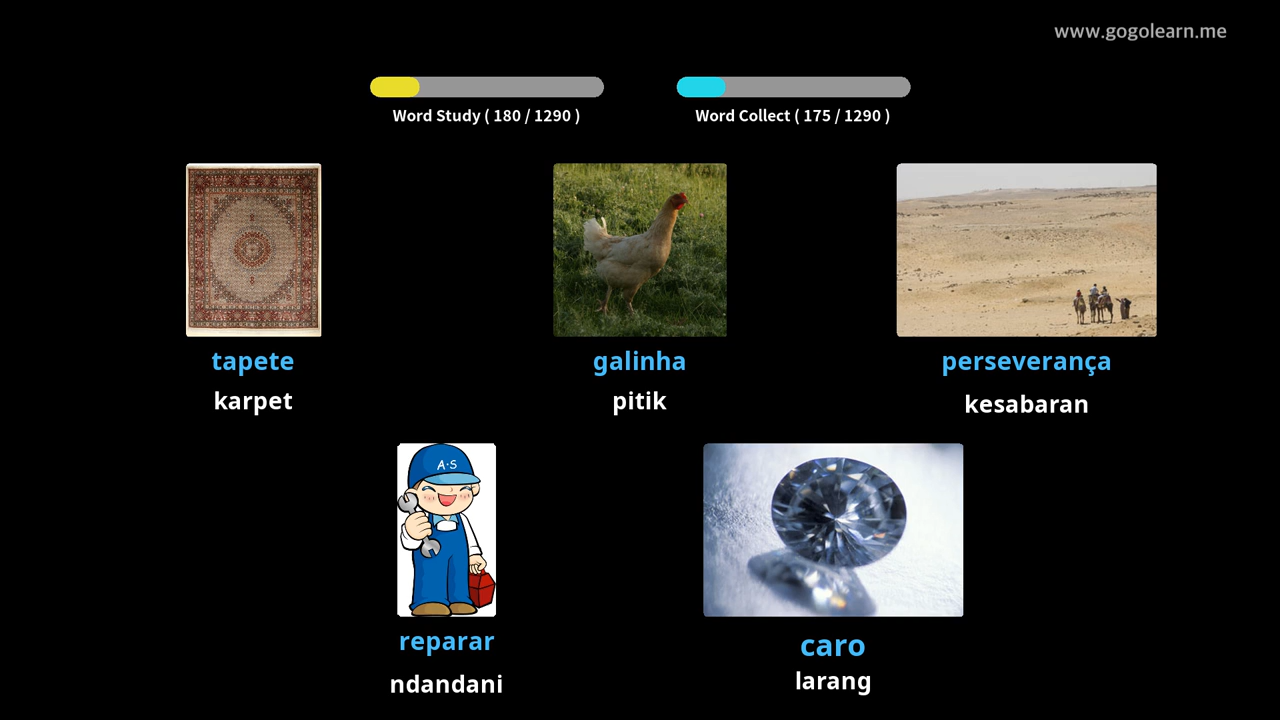 www.gogolearn.me
Word Study ( 180 / 1290 )
Word Collect ( 175 / 1290 )
tapete
karpet
galinha
pitik
perseverança
kesabaran
A·S
reparar
ndandani
caro
larang